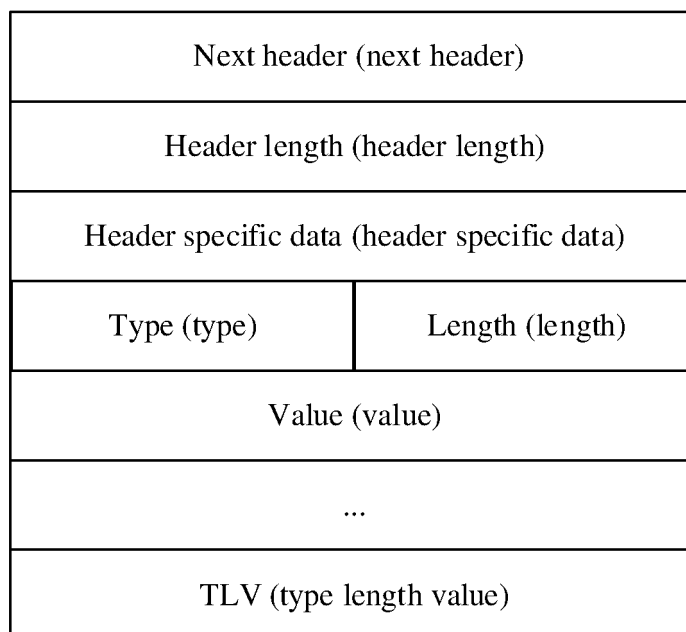 Next header (next header)
Header length (header length)
Header specific data (header specific data)
Type (type)
Length (length)
Value (value)
...
TLV (type length value)